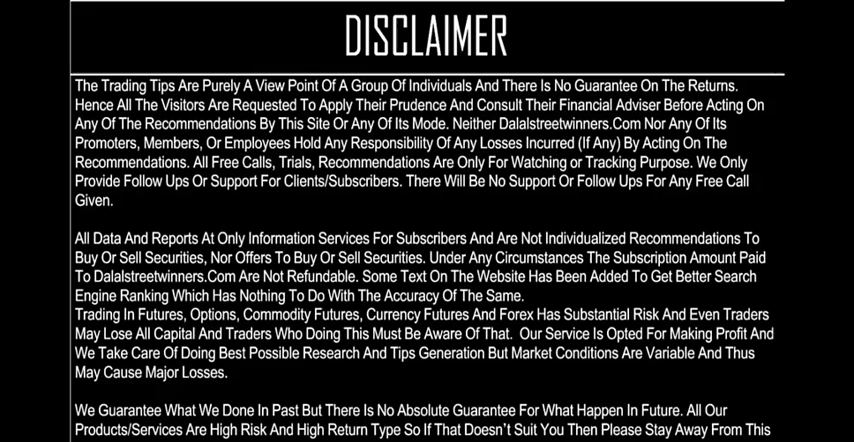 DISCLAIMER
The Trading Tips Are Purely A View Point Of A Group Of Individuals And There Is No Guarantee On The Returns.
Hence All The Visitors Are Requested To Apply Their Prudence And Consult Their Financial Adviser Before Acting On
Any Of The Recommendations By This Site Or Any Of Its Mode. Neither Dalalstreetwinners.Com Nor Any Of Its
Promoters, Members, Or Employees Hold Any Responsibility Of Any Losses Incurred (If Any) By Acting On The
Recommendations. All Free Calls, Trials, Recommendations Are Only For Watching or Tracking Purpose. We Only
Provide Follow Ups Or Support For Clients/Subscribers. There Will Be No Support Or Follow Ups For Any Free Call
Given.
All Data And Reports At Only Information Services For Subscribers And Are Not Individualized Recommendations To
Buy Or Sell Securities, Nor Offers To Buy Or Sell Securities. Under Any Circumstances The Subscription Amount Paid
To Dalalstreetwinners.Com Are Not Refundable. Some Text On The Website Has Been Added To Get Better Search
Engine Ranking Which Has Nothing To Do With The Accuracy Of The Same.
Trading In Futures, Options, Commodity Futures, Currency Futures And Forex Has Substantial Risk And Even Traders
May Lose All Capital And Traders Who Doing This Must Be Aware Of That. Our Service Is Opted For Making Profit And
We Take Care Of Doing Best Possible Research And Tips Generation But Market Conditions Are Variable And Thus
May Cause Major Losses.
We Guarantee What We Done In Past But There Is No Absolute Guarantee For What Happen In Future. All Our
Products/Services Are High Risk And High Return Type So If That Doesn't Suit You Then Please Stay Away From This